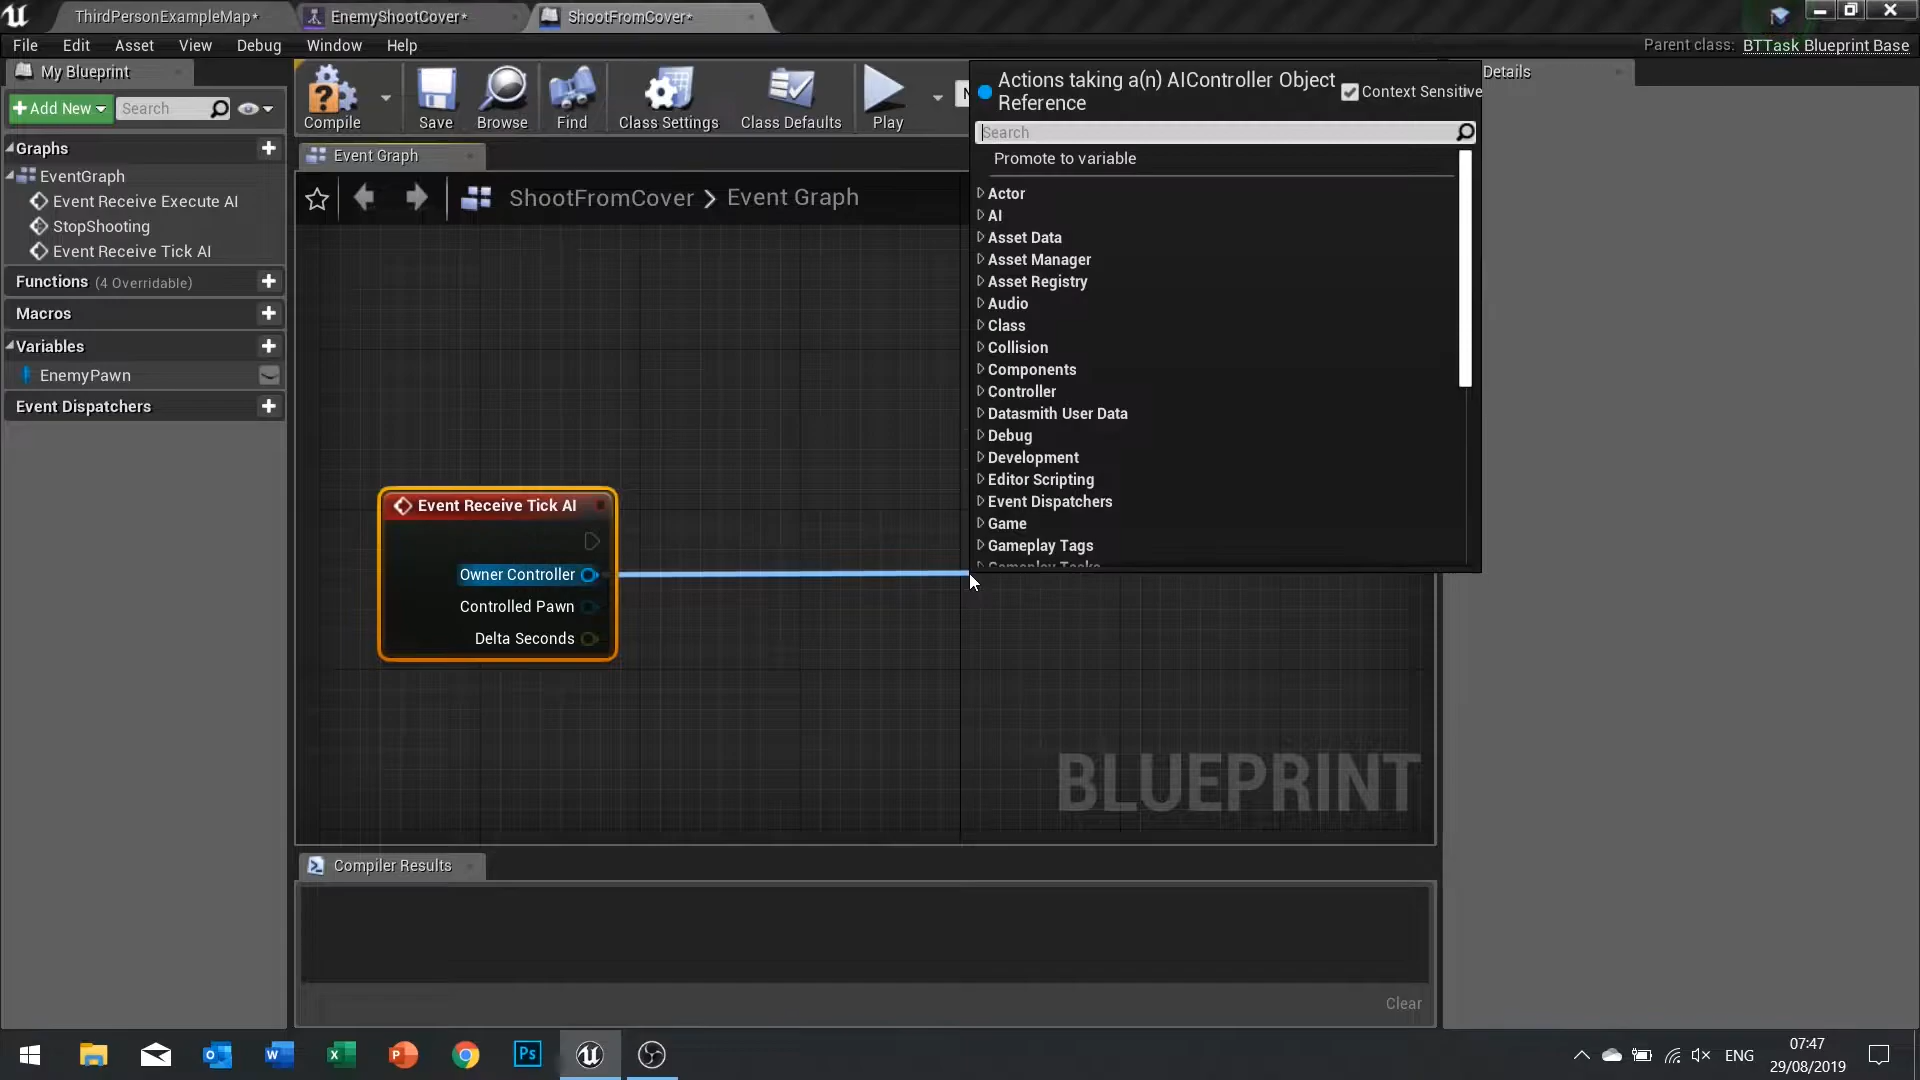 ThirdPersonExampleMap*
EnemyShootCover*
ShootFromCover*
File Edit Asset View Debug Window Help
Parent class: BTTask Blueprint Base
My Blueprint
Add New
Search
Graphs
EventGraph
Event Receive Execute AI
StopShooting
Event Receive Tick AI
Functions (4 Overridable)
Macros
Variables
EnemyPawn
Event Dispatchers
Compile
Save
Browse
Find
Class Settings
Class Defaults
Play
Event Graph
ShootFromCover > Event Graph
Event Receive Tick AI
Owner Controller
Controlled Pawn
Delta Seconds
Actions taking a(n) AIController Object
Reference
Context Sensitive
Search
Promote to variable
Actor
AI
Asset Data
Asset Manager
Asset Registry
Audio
Class
Collision
Components
Controller
Datasmith User Data
Debug
Development
Editor Scripting
Event Dispatchers
Game
Gameplay Tags
Gameplay Tasks
Details
BLUEPRINT
Compiler Results
Clear
ENG
07:47
29/08/2019